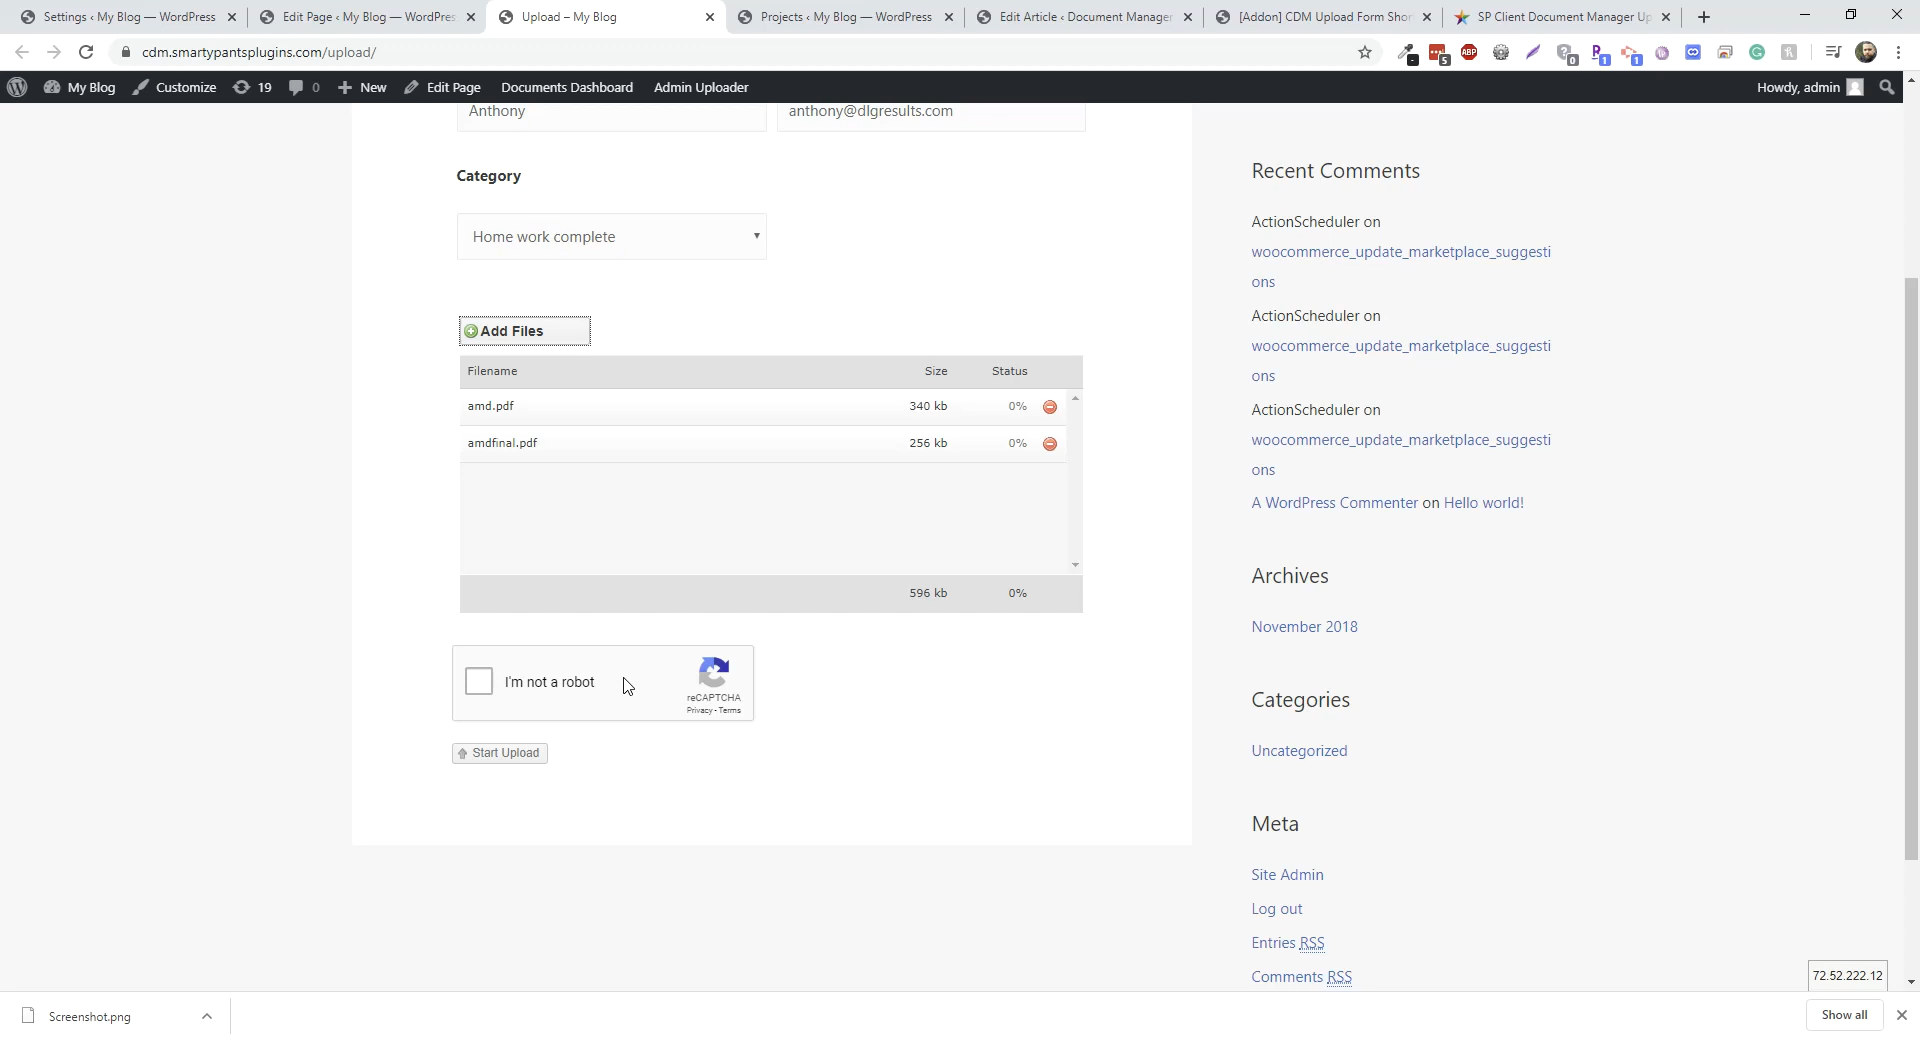 Settings ‹ My Blog — WordPress
Edit Page ‹ My Blog — WordPres
Upload – My Blog
Projects ‹ My Blog — WordPress
Edit Article ‹ Document Manager
[Addon] CDM Upload Form Shor
SP Client Document Manager Up
cdm.smartypantsplugins.com/upload/
My Blog
Customize
19
0
New
Edit Page
Documents Dashboard
Admin Uploader
Howdy, admin
Anthony
anthony@dlgresults.com
Category
Home work complete
Add Files
Filename Size Status
amd.pdf 340 kb 0%
amdfinal.pdf 256 kb 0%
596 kb 0%
I'm not a robot
reCAPTCHA
Privacy - Terms
Start Upload
Recent Comments
ActionScheduler on
woocommerce_update_marketplace_suggesti
ons
ActionScheduler on
woocommerce_update_marketplace_suggesti
ons
ActionScheduler on
woocommerce_update_marketplace_suggesti
ons
A WordPress Commenter on Hello world!
Archives
November 2018
Categories
Uncategorized
Meta
Site Admin
Log out
Entries RSS
Comments RSS
72.52.222.12
Screenshot.png
Show all